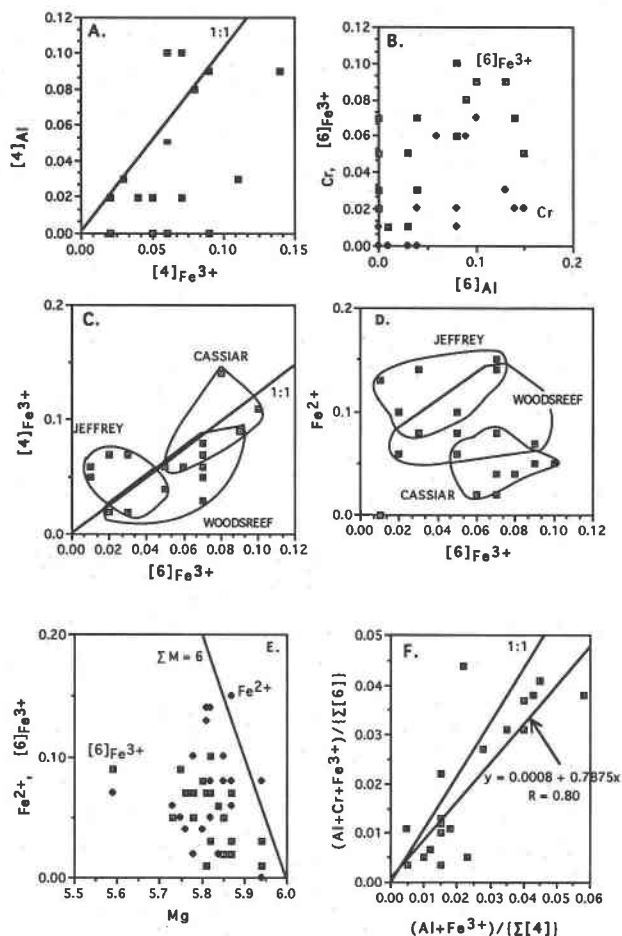 A.
1:1
0.12
0.10
0.08
0.06
0.04
0.02
0.00
[4]Al
0.00
0.05
0.10
0.15
[4]Fe3+
B.
[6]Fe3+
Cr
0.12
0.10
0.08
0.06
0.04
0.02
0.00
Cr, [6]Fe3+
0.0
0.1
0.2
[6]Al
C.
CASSIAR
1:1
JEFFREY
WOODSREEF
0.2
0.1
0.0
[4]Fe3+
0.00
0.02
0.04
0.06
0.08
0.10
0.12
[6]Fe3+
D.
JEFFREY
WOODSREEF
CASSIAR
0.2
0.1
0.0
Fe2+
0.00
0.02
0.04
0.06
0.08
0.10
0.12
[6]Fe3+
E.
ΣM = 6
Fe2+
[6]Fe3+
0.20
0.10
0.00
Fe2+, [6]Fe3+
5.5
5.6
5.7
5.8
5.9
6.0
Mg
F.
1:1
y = 0.0008 + 0.7875x
R = 0.80
0.05
0.04
0.03
0.02
0.01
0.00
(Al+Cr+Fe3+)/{Σ[6]}
0.00
0.01
0.02
0.03
0.04
0.05
0.06
(Al+Fe3+)/{Σ[4]}